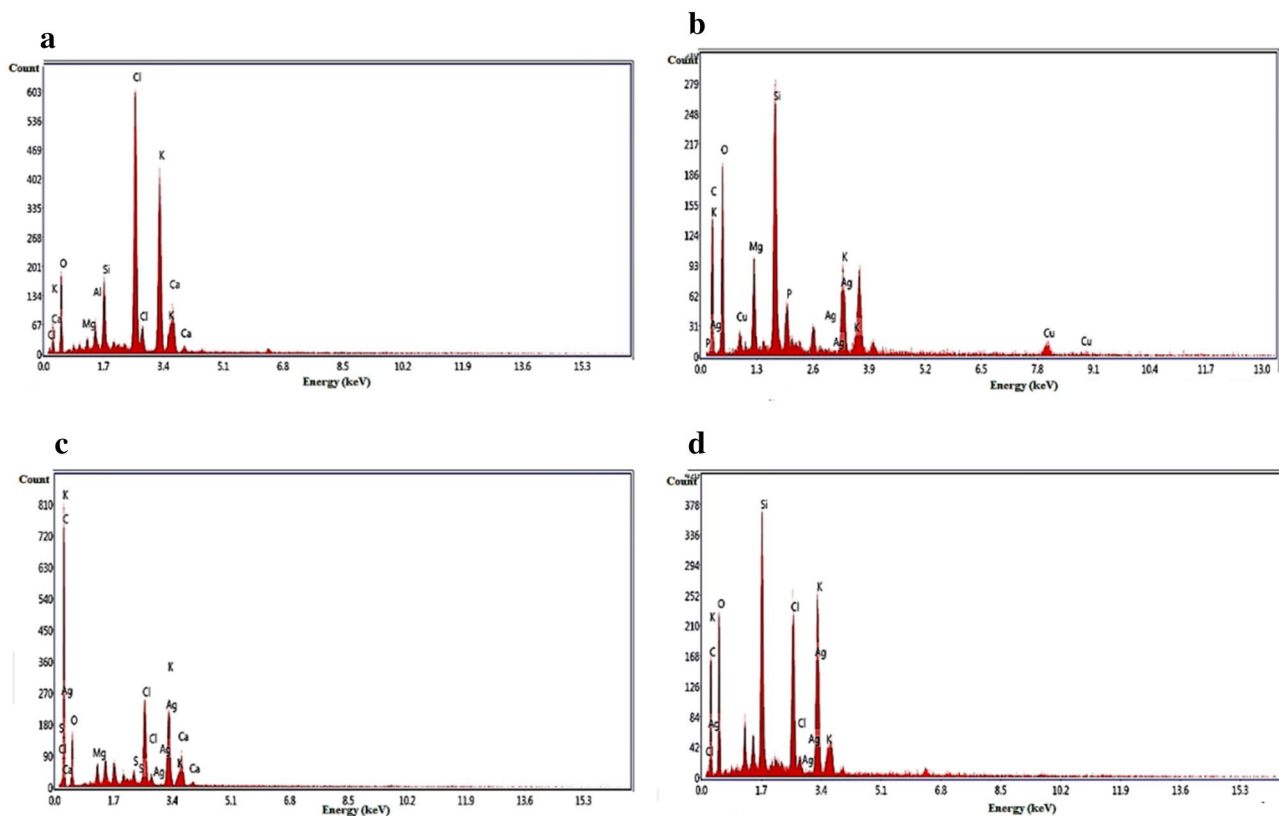 a
Count
603
536
469
402
335
268
201
134
67
0
Cl
K
O
K
Ca
Cl
Mg
Al
Si
Cl
K
Ca
Ca
0.0 1.7 3.4 5.1 6.8 8.5 10.2 11.9 13.6 15.3
Energy (keV)
b
Count
279
248
217
186
155
124
93
62
31
0
Si
O
C
K
Mg
K
Ag
P
Ag
Cu
Ag
P
K
Ag
Cu
Cu
0.0 1.3 2.6 3.9 5.2 6.5 7.8 9.1 10.4 11.7 13.0
Energy (keV)
c
Count
810
720
630
540
450
360
270
180
90
0
K
C
K
Ag
Cl
Ag
S
O
Cl
Ca
Cl
Mg
Ag
S
K
S
Ca
Ag
Ca
0.0 1.7 3.4 5.1 6.8 8.5 10.2 11.9 13.6 15.3
Energy (keV)
d
Count
378
336
294
252
210
168
126
84
42
0
Si
K
O
Cl
K
C
Ag
Ag
Cl
Ag
K
Cl
Ag
0.0 1.7 3.4 5.1 6.8 8.5 10.2 11.9 13.6 15.3
Energy (keV)